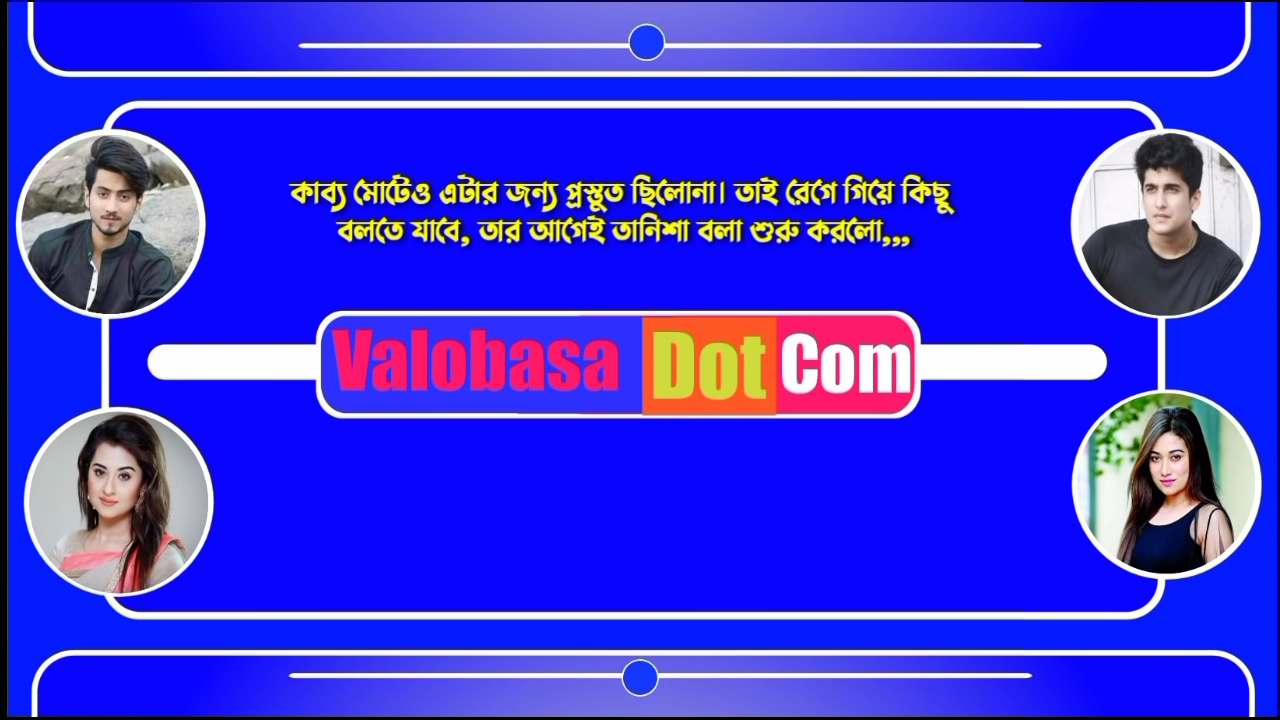 কাব্য মোটেও এটার জন্য প্রস্তুত ছিলোনা। তাই রেগে গিয়ে কিছু
বলতে যাবে, তার আগেই তানিশা বলা শুরু করলো,,,
Valobasa Dot Com